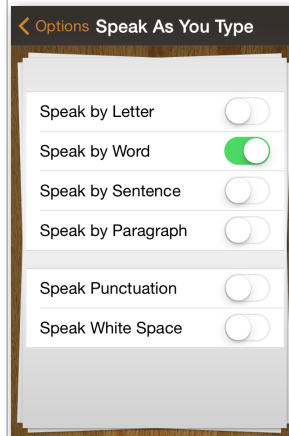 Options Speak As You Type
Speak by Letter
Speak by Word
Speak by Sentence
Speak by Paragraph
Speak Punctuation
Speak White Space